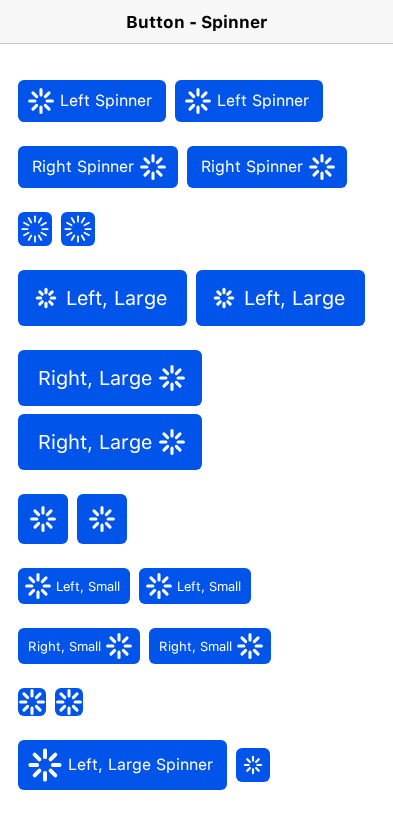 Button - Spinner
Left Spinner Left Spinner
Right Spinner Right Spinner
Left, Large Left, Large
Right, Large
Right, Large
Left, Small Left, Small
Right, Small Right, Small
Left, Large Spinner